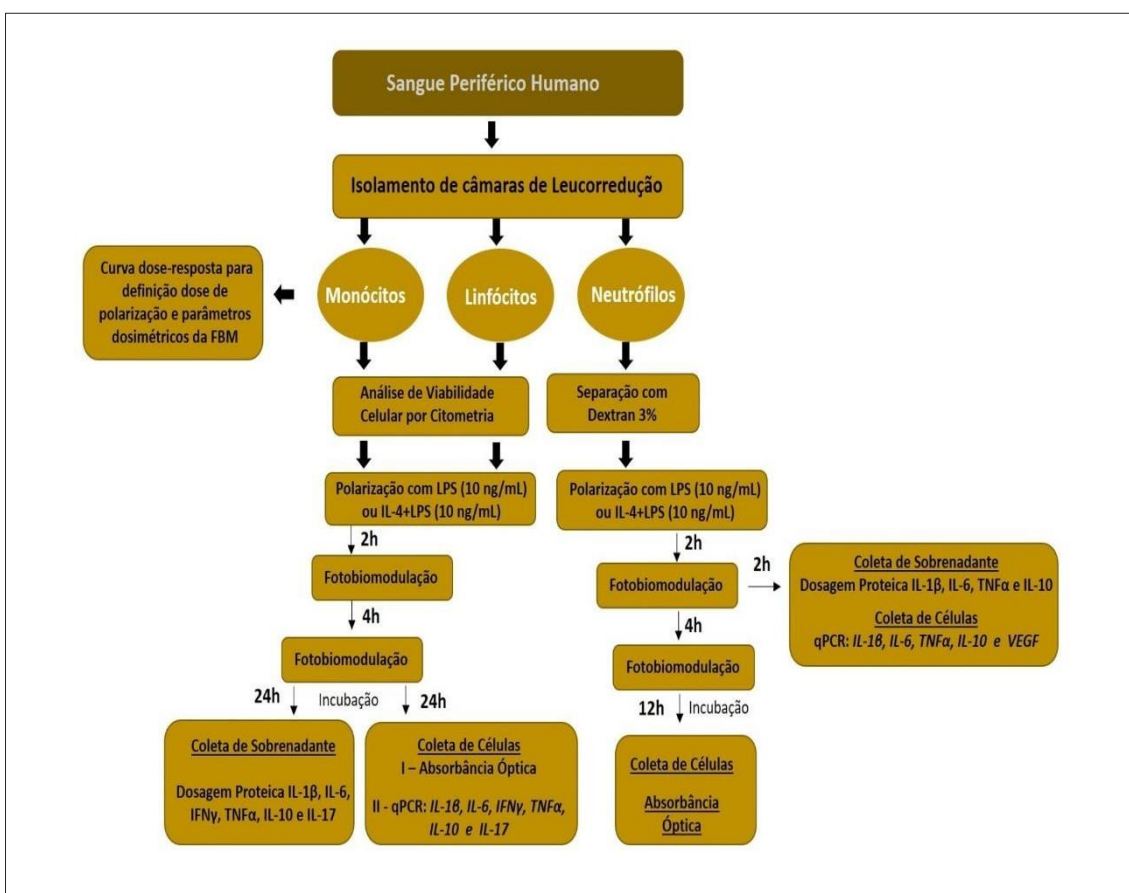 Sangue Periférico Humano
Isolamento de câmaras de Leucorredução
Curva dose-resposta para
definição dose de
polarização e parâmetros
dosimétricos da FBM
Monócitos
Linfócitos
Neutrófilos
Análise de Viabilidade
Celular por Citometria
Separação com
Dextran 3%
Polarização com LPS (10 ng/mL)
ou IL-4+LPS (10 ng/mL)
Polarização com LPS (10 ng/mL)
ou IL-4+LPS (10 ng/mL)
2h
2h
Fotobiomodulação
Fotobiomodulação
2h
Coleta de Sobrenadante
Dosagem Proteica IL-1β, IL-6, TNFα e IL-10
Coleta de Células
qPCR: IL-1β, IL-6, TNFα, IL-10 e VEGF
4h
4h
Fotobiomodulação
Fotobiomodulação
24h Incubação 24h
12h Incubação
Coleta de Sobrenadante
Dosagem Proteica IL-1β, IL-6,
IFNγ, TNFα, IL-10 e IL-17
Coleta de Células
I – Absorbância Óptica
II - qPCR: IL-1β, IL-6, IFNγ, TNFα,
IL-10 e IL-17
Coleta de Células
Absorbância
Óptica